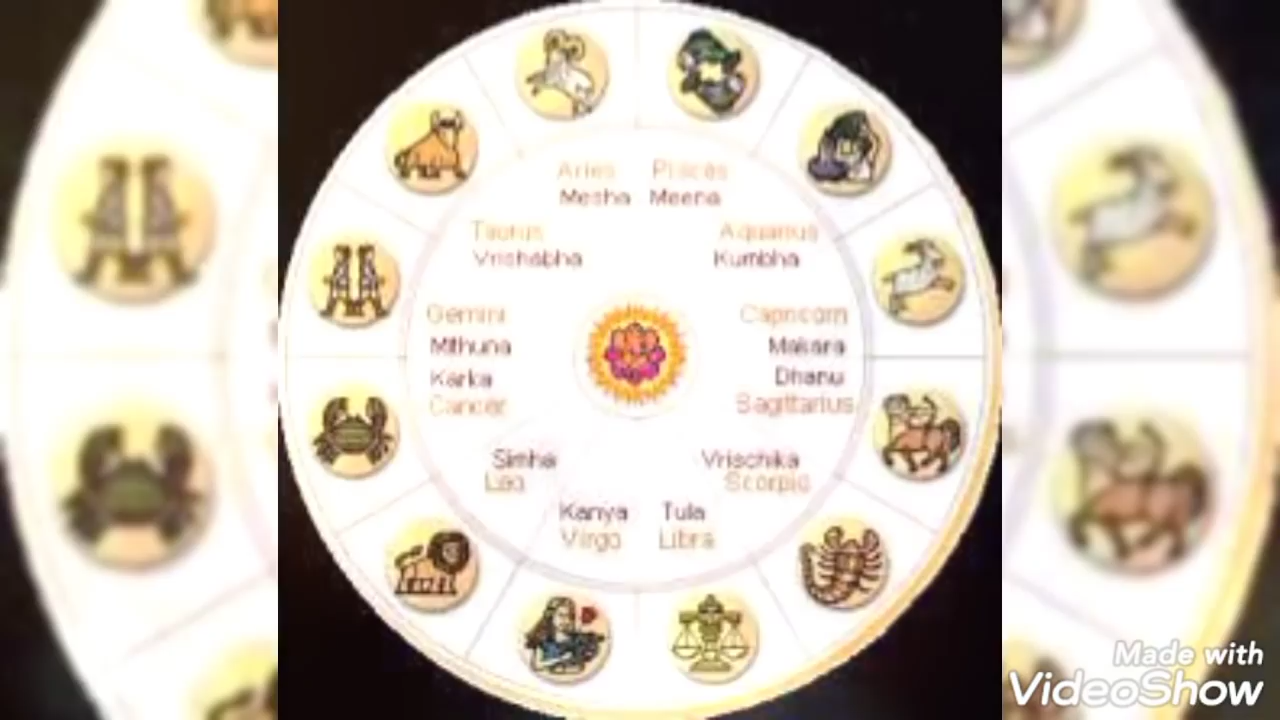 Aries Pisces
Mesha Meena
Taurus Aquarius
Vrishabha Kumbha
Gemini Capricorn
Mithuna Makara
Karka Dhanu
Cancer Sagittarius
Simha Vrischika
Leo Scorpio
Kanya Tula
Virgo Libra
Made with
VideoShow